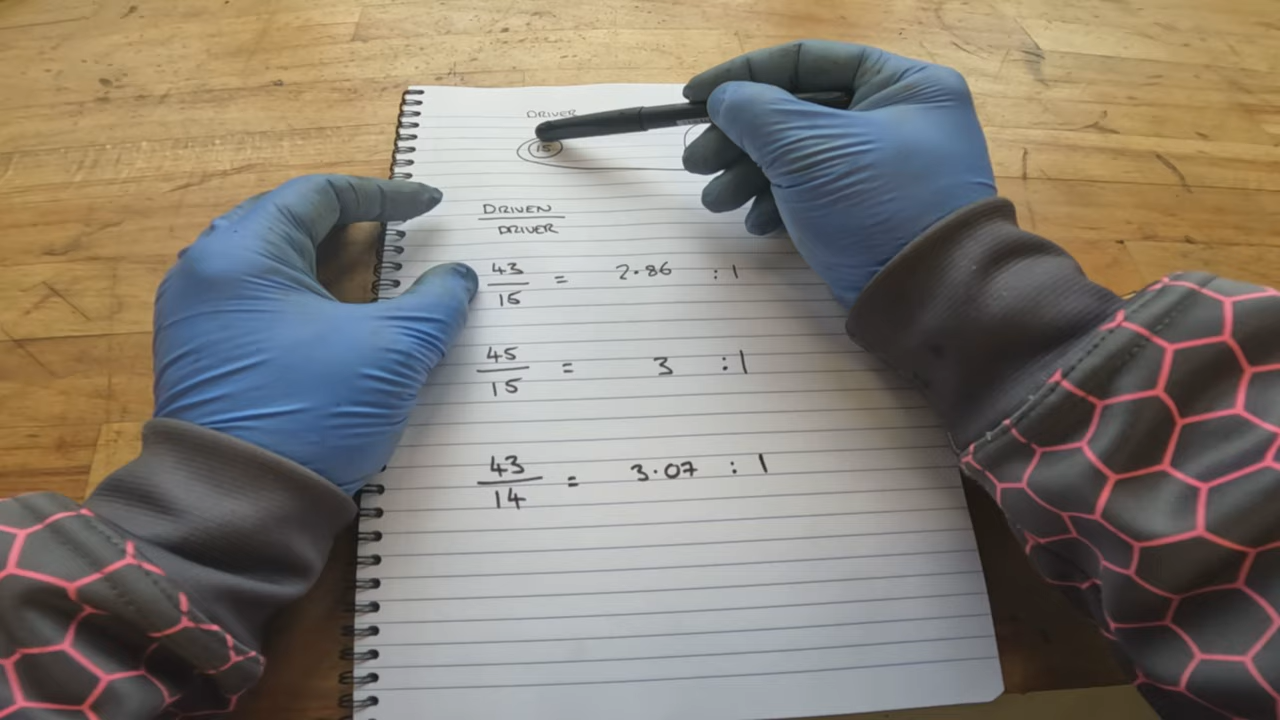 DRIVER
15
DRIVEN
DRIVER
43
15
= 2.86 : 1
45
15
= 3 : 1
43
14
= 3.07 : 1